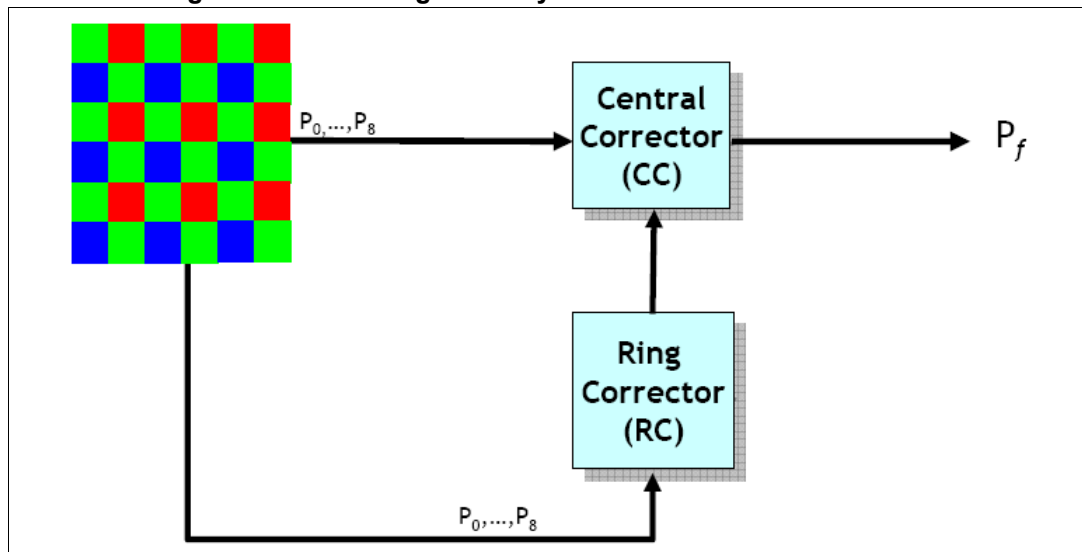 P0,...,P8
Central
Corrector
(CC)
Pf
Ring
Corrector
(RC)
P0,...,P8